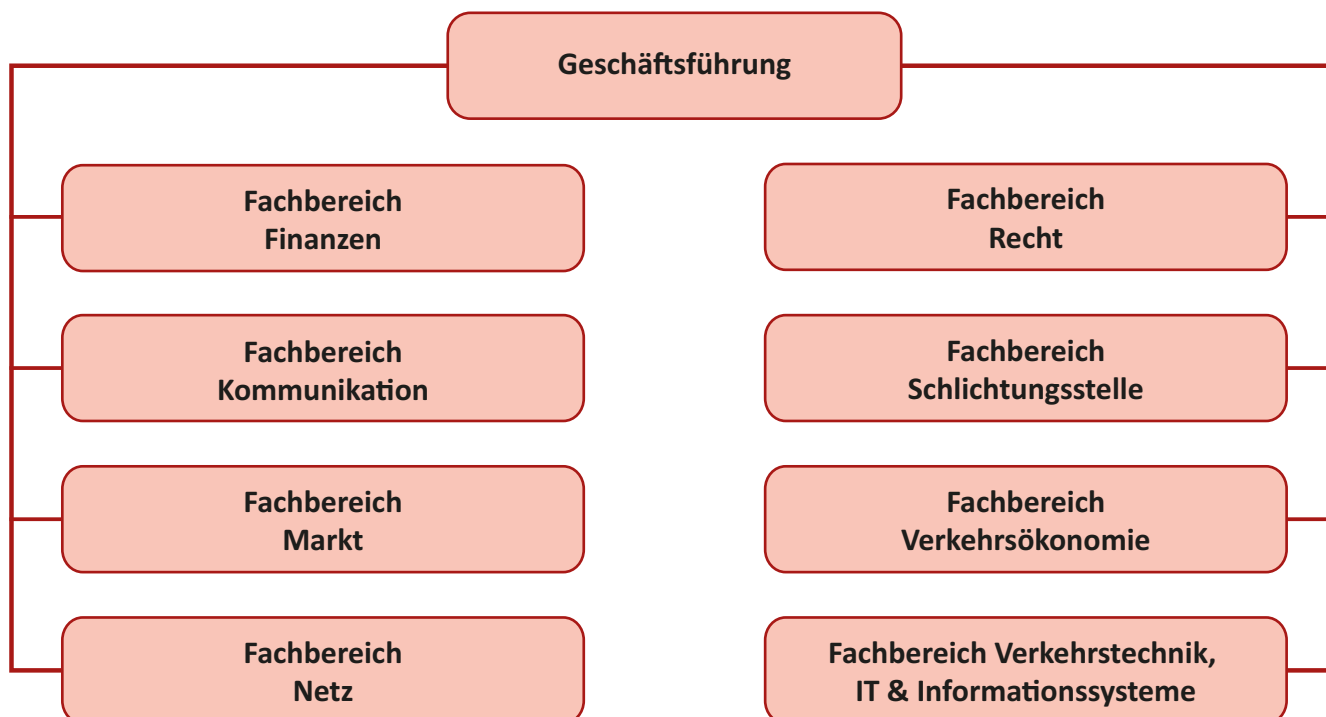 Geschäftsführung
Fachbereich
Finanzen
Fachbereich
Kommunikation
Fachbereich
Markt
Fachbereich
Netz
Fachbereich
Recht
Fachbereich
Schlichtungsstelle
Fachbereich
Verkehrsökonomie
Fachbereich Verkehrstechnik,
IT & Informationssysteme